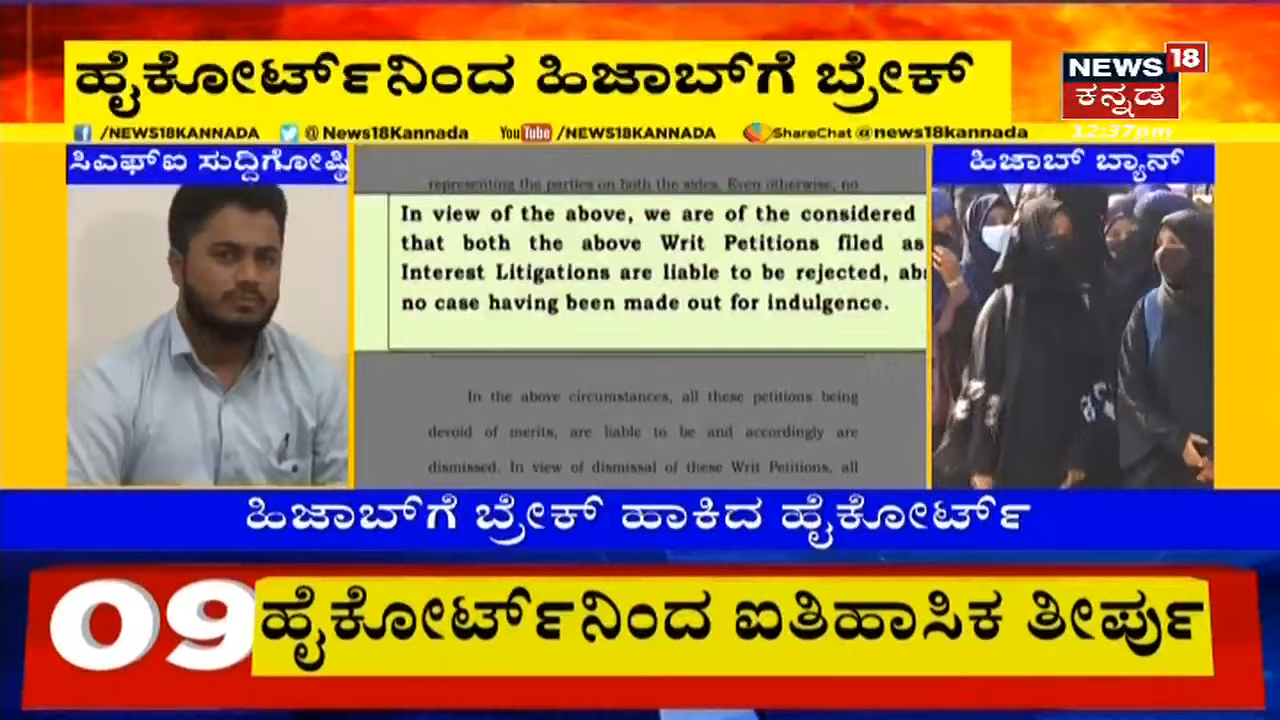 ಹೈಕೋರ್ಟ್‌ನಿಂದ ಹಿಜಾಬ್‌ಗೆ ಬ್ರೇಕ್
NEWS 18
ಕನ್ನಡ
/NEWS18KANNADA @News18Kannada YouTube /NEWS18KANNADA ShareChat @news18kannada
12:37pm
ಸಿಎಫ್‌ಐ ಸುದ್ದಿಗೋಷ್ಠಿ
ಹಿಜಾಬ್ ಬ್ಯಾನ್
representing the parties on both the sides. Even otherwise, no
In view of the above, we are of the considered
that both the above Writ Petitions filed as
Interest Litigations are liable to be rejected,
no case having been made out for indulgence.
In the above circumstances, all these petitions being
devoid of merits, are liable to be and accordingly are
dismissed. In view of dismissal of these Writ Petitions, all
ಹಿಜಾಬ್‌ಗೆ ಬ್ರೇಕ್ ಹಾಕಿದ ಹೈಕೋರ್ಟ್
09
ಹೈಕೋರ್ಟ್‌ನಿಂದ ಐತಿಹಾಸಿಕ ತೀರ್ಪು